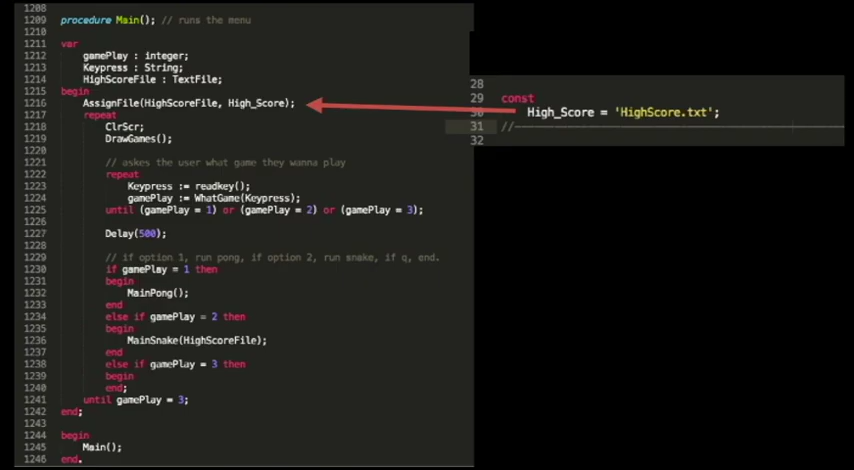 1208
1209 procedure Main(); // runs the menu
1210
1211 var
1212 gamePlay : integer;
1213 Keypress : String;
1214 HighScoreFile : TextFile;
1215 begin
1216 AssignFile(HighScoreFile, High_Score);
1217 repeat
1218 ClrScr;
1219 DrawGames();
1220
1221 // askes the user what game they wanna play
1222 repeat
1223 Keypress := readkey();
1224 gamePlay := WhatGame(Keypress);
1225 until (gamePlay = 1) or (gamePlay = 2) or (gamePlay = 3);
1226
1227 Delay(500);
1228
1229 // if option 1, run pong, if option 2, run snake, if q, end.
1230 if gamePlay = 1 then
1231 begin
1232 MainPong();
1233 end
1234 else if gamePlay = 2 then
1235 begin
1236 MainSnake(HighScoreFile);
1237 end
1238 else if gamePlay = 3 then
1239 begin
1240 end;
1241 until gamePlay = 3;
1242 end;
1243
1244 begin
1245 Main();
1246 end.
28
29 const
30 High_Score = 'HighScore.txt';
31 //
32